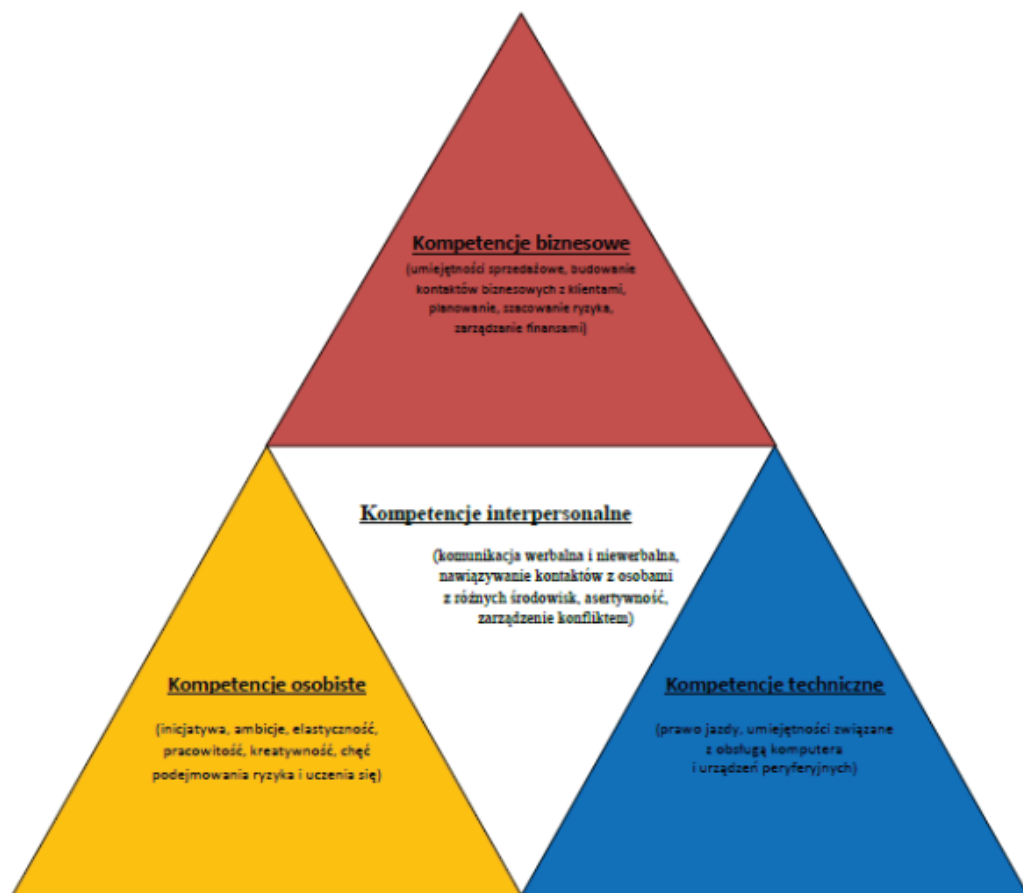 Kompetencje biznesowe
(umiejętności sprzedażowe, budowanie
kontaktów biznesowych z klientami,
planowanie, szacowanie ryzyka,
zarządzanie finansami)
Kompetencje interpersonalne
(komunikacja werbalna i niewerbalna,
nawiązywanie kontaktów z osobami
z różnych środowisk, asertywność,
zarządzenie konfliktem)
Kompetencje osobiste
(inicjatywa, ambicje, elastyczność,
pracowitość, kreatywność, chęć
podejmowania ryzyka i uczenia się)
Kompetencje techniczne
(prawo jazdy, umiejętności związane
z obsługą komputera
i urządzeń peryferyjnych)